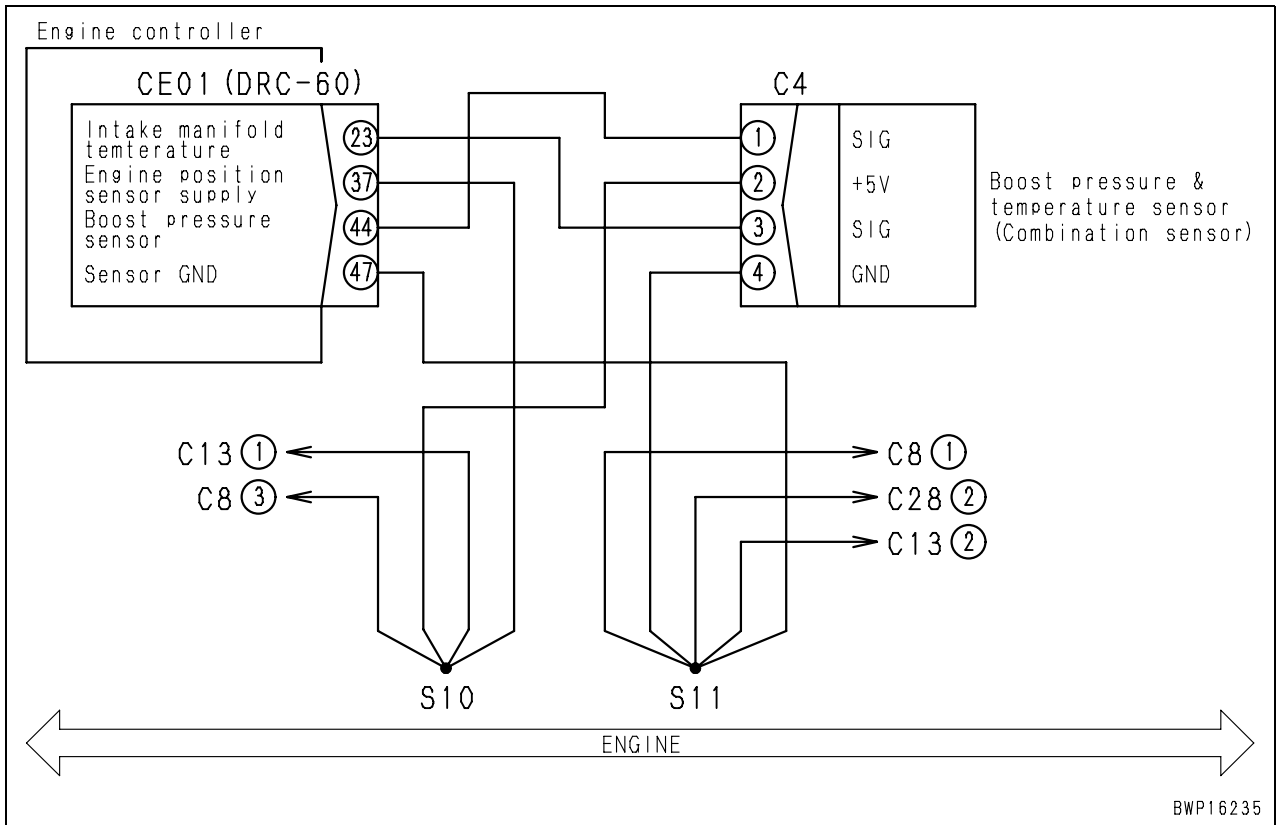 Engine controller
CE01(DRC-60)
Intake manifold
temterature
Engine position
sensor supply
Boost pressure
sensor
Sensor GND
23
37
44
47
C4
1
2
3
4
SIG
+5V
SIG
GND
Boost pressure &
temperature sensor
(Combination sensor)
C13 1
C8 3
C8 1
C28 2
C13 2
S10
S11
ENGINE
BWP16235